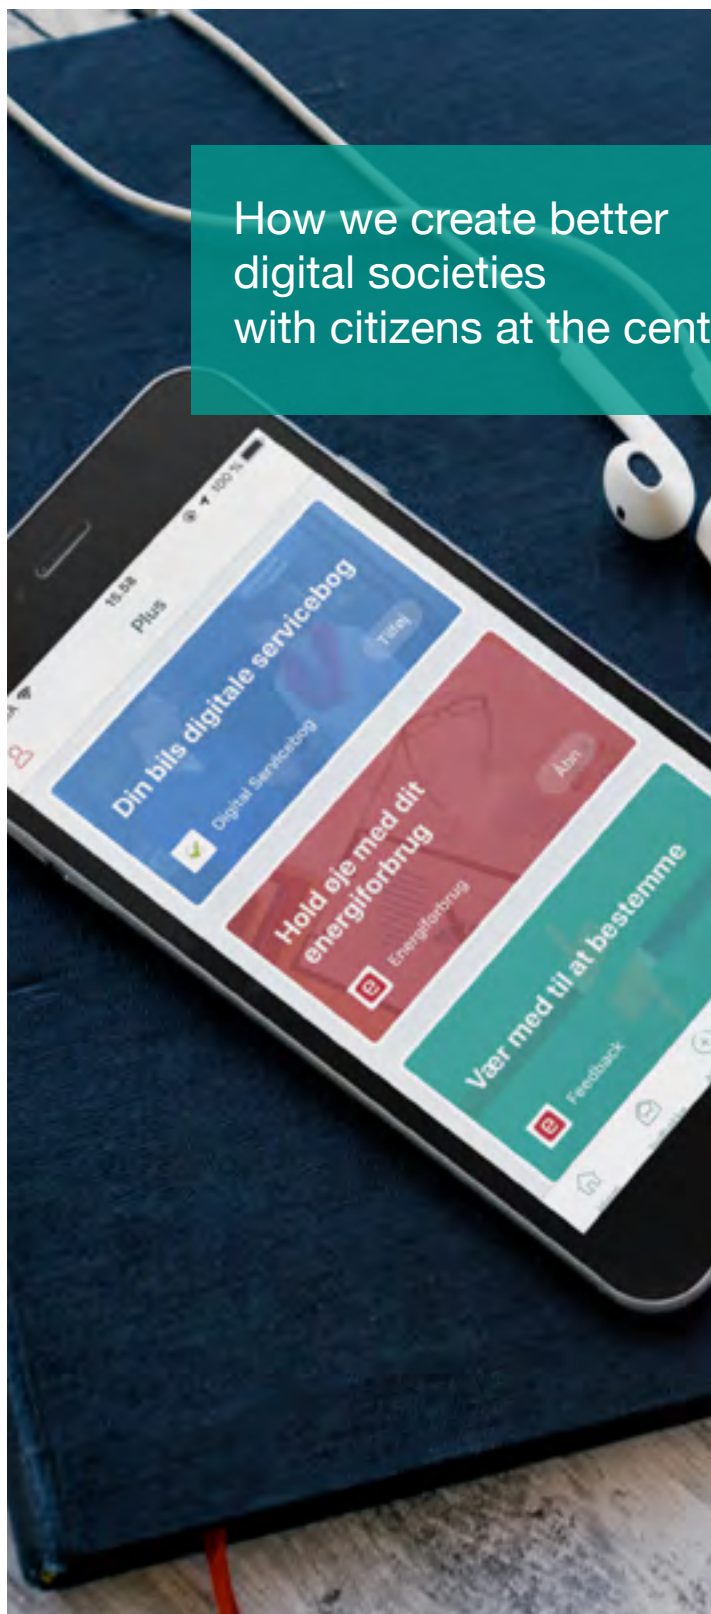 How we create better
digital societies
with citizens at the cent
15.58
100 %
Plus
Din bils digitale servicebog
Digital Servicebog
Tilføj
Hold øje med dit
energiforbrug
Energiforbrug
Åbn
Vær med til at bestemme
Feedback